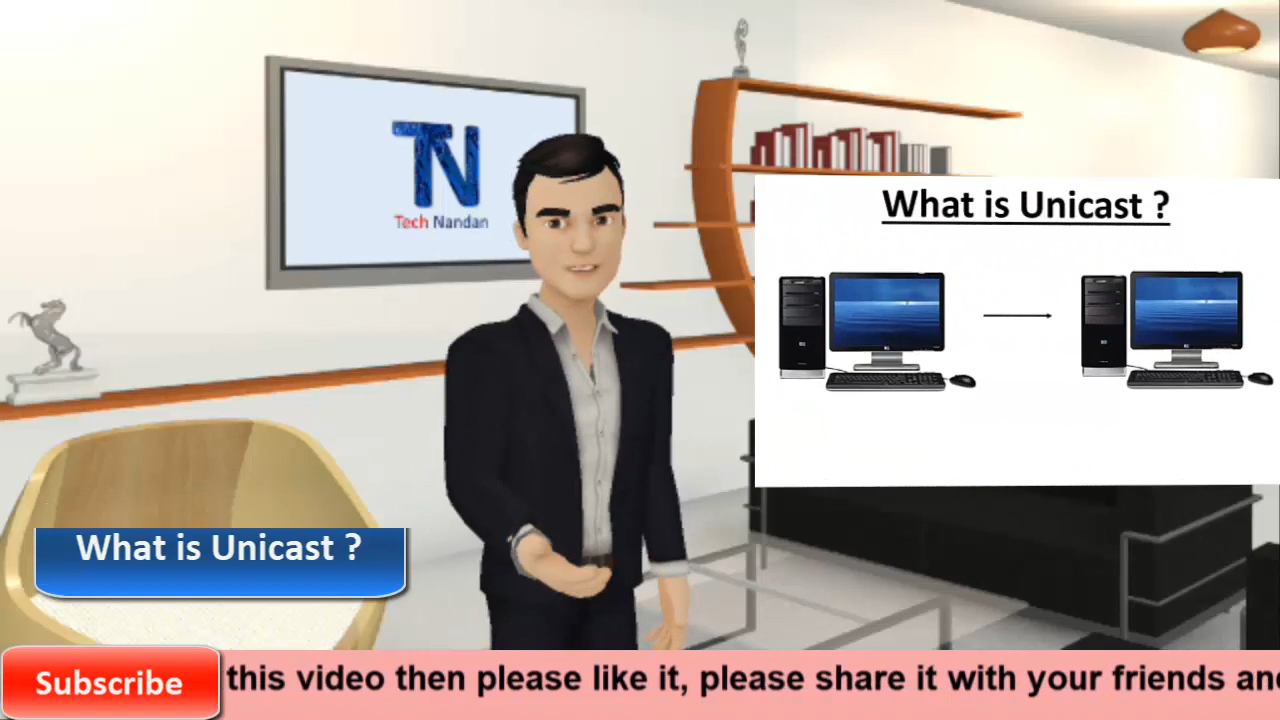 TN
Tech Nandan
What is Unicast ?
What is Unicast ?
Subscribe
this video then please like it, please share it with your friends and